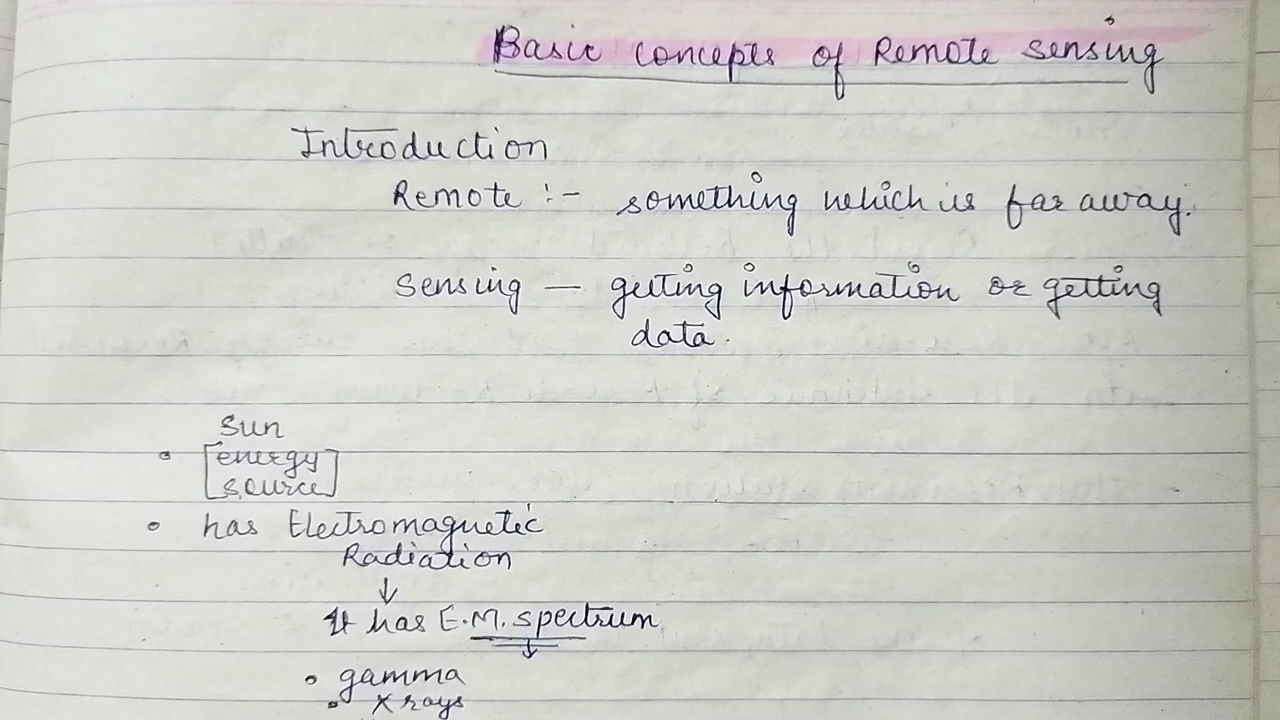 Basic concepts of Remote sensing
Introduction
Remote :- something which is far away.
Sensing — getting information or getting
data.
Sun
• [energy
source]
• has Electromagnetic
Radiation
↓
It has E.M. spectrum
↓
• gamma
• X rays